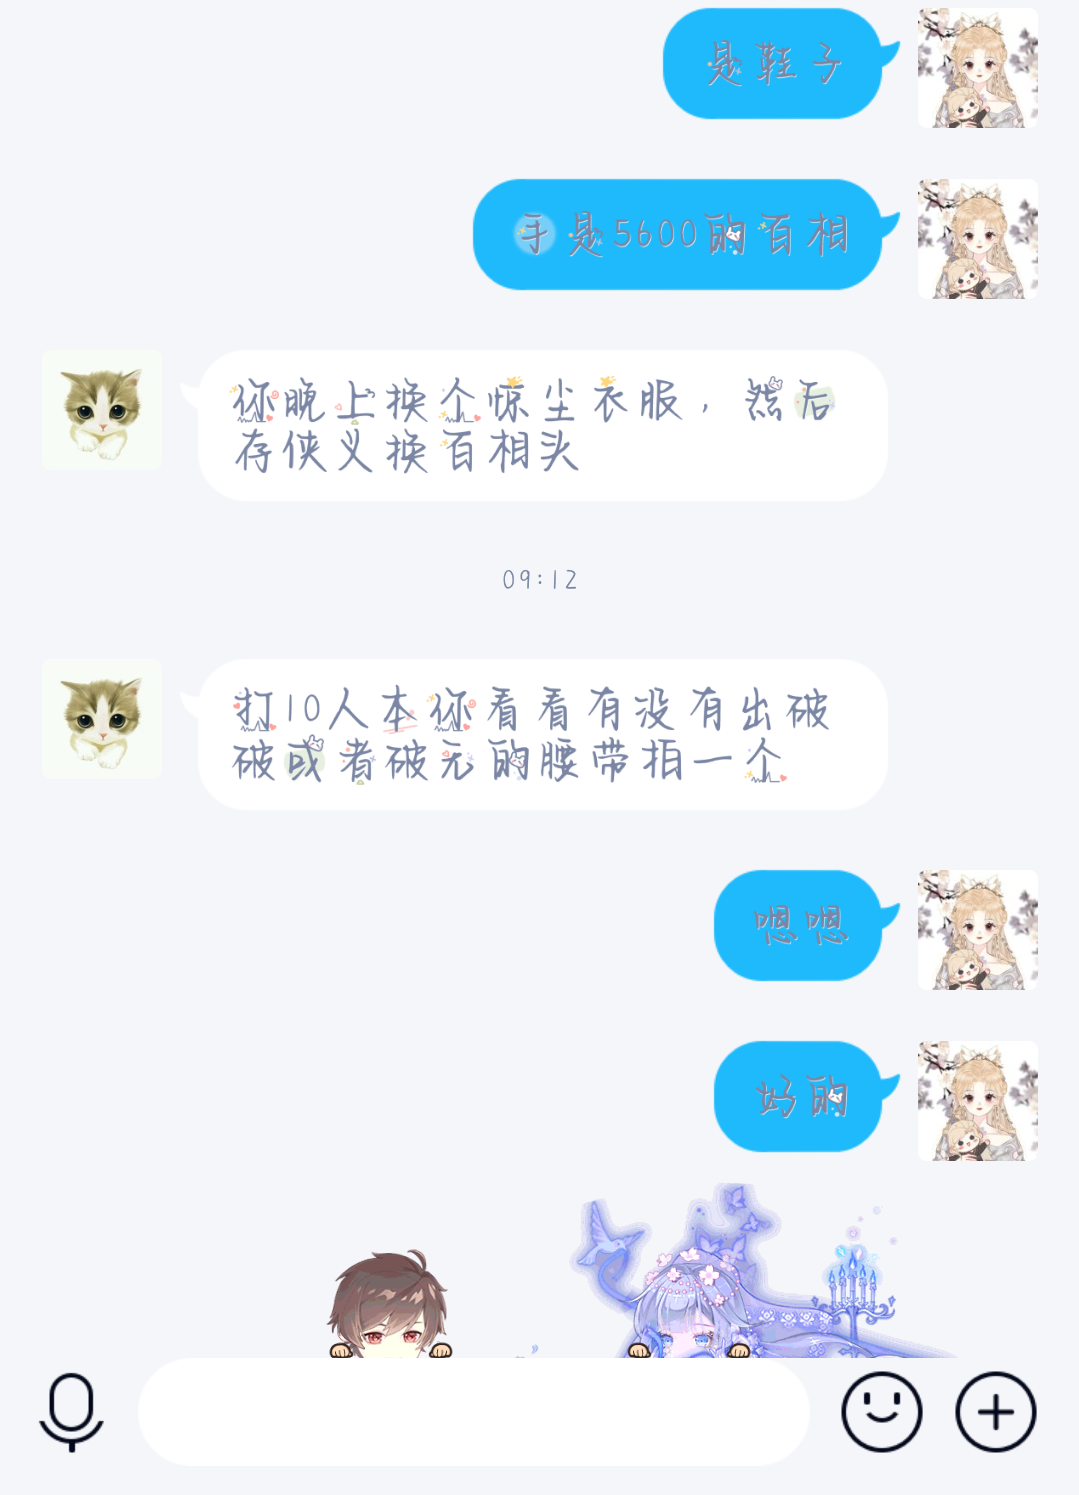 是鞋子
手是5600的百相
你晚上换个惊尘衣服，然后
存侠义换百相头
09:12
打10人本你看看有没有出破
破或者破无的腰带拍一个
嗯嗯
好的